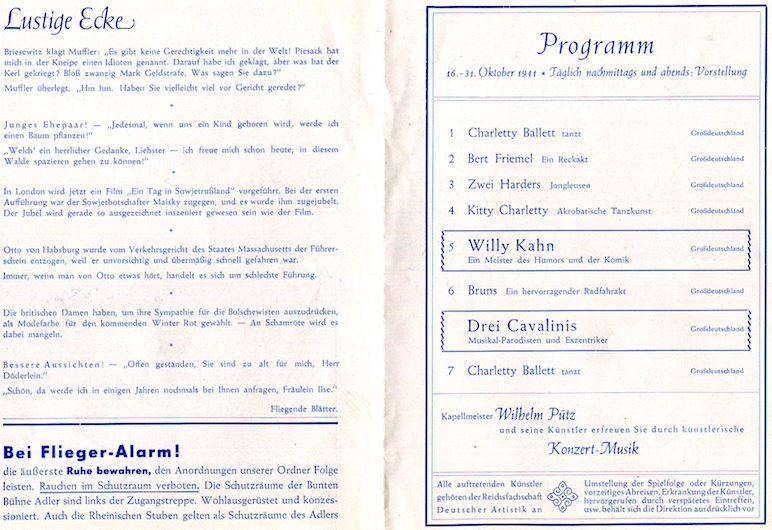 Lustige Ecke
Briesewitz klagt Muffler: „Es gibt keine Gerechtigkeit mehr in der Welt! Plesack hat
mich in der Kneipe einen Idioten genannt. Darauf habe ich geklagt, aber was hat der
Kerl gekriegt? Bloß zwanzig Mark Geldstrafe. Was sagen Sie dazu?"
Muffler überlegt. „Hm hm. Haben Sie vielleicht viel vor Gericht geredet?"
*
Junges Ehepaar! — „Jedesmal, wenn uns ein Kind geboren wird, werde ich
einen Baum pflanzen!"
„Welch' ein herrlicher Gedanke, Liebster — ich freue mich schon heute, in diesem
Walde spazieren gehen zu können!"
*
In London wird jetzt ein Film „Ein Tag in Sowjetrußland" vorgeführt. Bei der ersten
Aufführung war der Sowjetbotschafter Maisky zugegen, und es wurde ihm zugejubelt.
Der Jubel wird gerade so ausgezeichnet inszeniert gewesen sein wie der Film.
*
Otto von Habsburg wurde vom Verkehrsgericht des Staates Massachusetts der Führer-
schein entzogen, weil er unvorsichtig und übermäßig schnell gefahren war.
Immer, wenn man von Otto etwas hört, handelt es sich um schlechte Führung.
*
Die britischen Damen haben, um ihre Sympathie für die Bolschewisten auszudrücken,
als Modefarbe für den kommenden Winter Rot gewählt. — An Schamröte wird es
dabei mangeln.
*
Bessere Aussichten! — „Offen gestanden, Sie sind zu alt für mich, Herr
Döderlein."
„Schön, da werde ich in einigen Jahren nochmals bei Ihnen anfragen, Fräulein Ilse."
Fliegende Blätter.
Bei Flieger-Alarm!
die äußerste Ruhe bewahren, den Anordnungen unserer Ordner Folge
leisten. Rauchen im Schutzraum verboten. Die Schutzräume der Bunten
Bühne Adler sind links der Zugangstreppe. Wohlausgerüstet und konzes-
sioniert. Auch die Rheinischen Stuben gelten als Schutzräume des Adlers
Programm
16.-31. Oktober 1941 * Täglich nachmittags und abends: Vorstellung
1 Charletty Ballett tanzt Großdeutschland
2 Bert Friemel Ein Reckakt Großdeutschland
3 Zwei Harders Jongleusen Großdeutschland
4 Kitty Charletty Akrobatische Tanzkunst Großdeutschland
5 Willy Kahn Großdeutschland
Ein Meister des Humors und der Komik
6 Bruns Ein hervorragender Radfahrakt Großdeutschland
Drei Cavalinis Großdeutschland
Musikal-Parodisten und Exzentriker
7 Charletty Ballett tanzt Großdeutschland
Kapellmeister Wilhelm Pütz
und seine Künstler erfreuen Sie durch künstlerische
Konzert-Musik
Alle auftretenden Künstler
gehören der Reichsfachschaft
Deutscher Artistik an
Umstellung der Spielfolge oder Kürzungen,
vorzeitiges Abreisen, Erkrankung der Künstler,
hervorgerufen durch verspätetes Eintreffen,
usw. behält sich die Direktion ausdrücklich vor